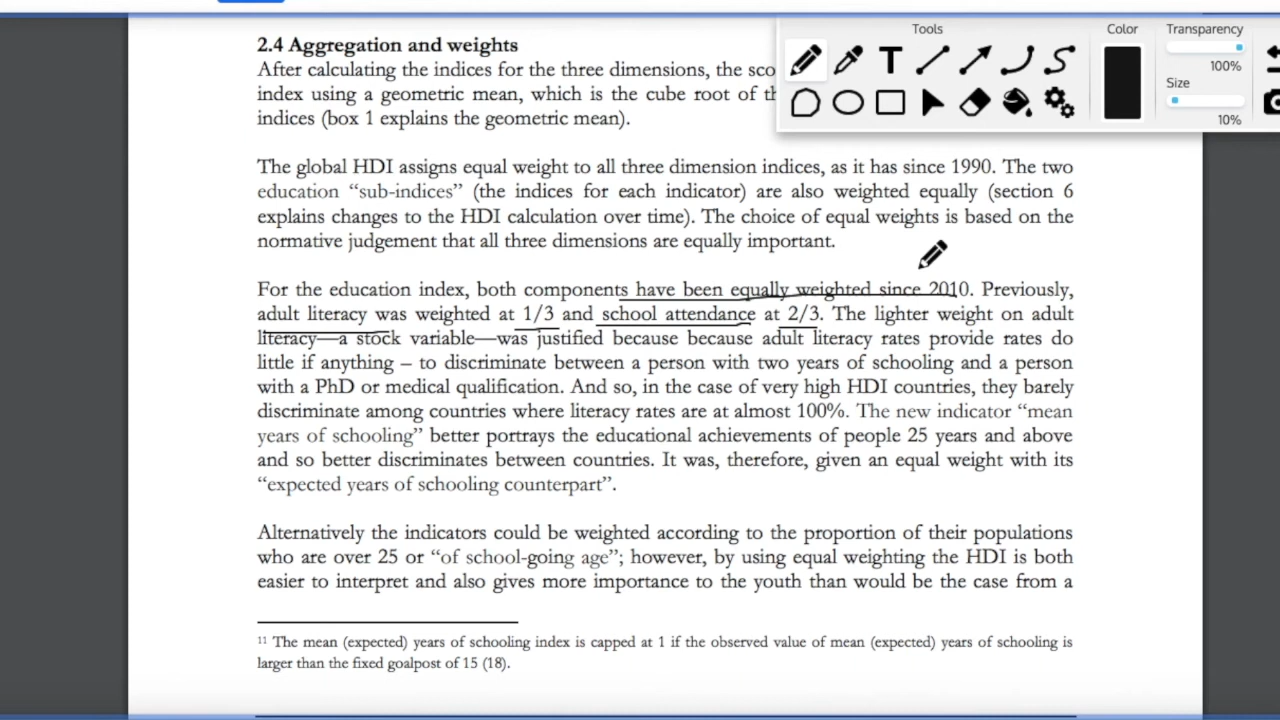 Tools
Color
Transparency
100%
Size
10%
2.4 Aggregation and weights
After calculating the indices for the three dimensions, the
index using a geometric mean, which is the cube root of
indices (box 1 explains the geometric mean).
The global HDI assigns equal weight to all three dimension indices, as it has since 1990. The two
education “sub-indices” (the indices for each indicator) are also weighted equally (section 6
explains changes to the HDI calculation over time). The choice of equal weights is based on the
normative judgement that all three dimensions are equally important.
For the education index, both components have been equally weighted since 2010. Previously,
adult literacy was weighted at 1/3 and school attendance at 2/3. The lighter weight on adult
literacy—a stock variable—was justified because because adult literacy rates provide rates do
little if anything – to discriminate between a person with two years of schooling and a person
with a PhD or medical qualification. And so, in the case of very high HDI countries, they barely
discriminate among countries where literacy rates are at almost 100%. The new indicator “mean
years of schooling” better portrays the educational achievements of people 25 years and above
and so better discriminates between countries. It was, therefore, given an equal weight with its
“expected years of schooling counterpart”.
Alternatively the indicators could be weighted according to the proportion of their populations
who are over 25 or “of school-going age”; however, by using equal weighting the HDI is both
easier to interpret and also gives more importance to the youth than would be the case from a
11 The mean (expected) years of schooling index is capped at 1 if the observed value of mean (expected) years of schooling is
larger than the fixed goalpost of 15 (18).